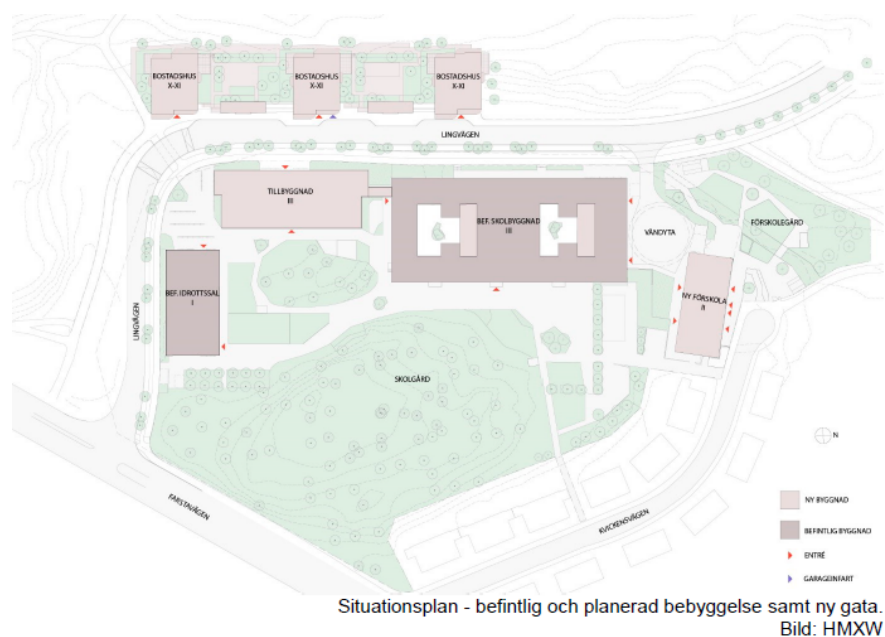 BOSTADSHUS
X-XI
BOSTADSHUS
X-XI
BOSTADSHUS
X-XI
LINGVÄGEN
TILLBYGGNAD
III
BEF. SKOLBYGGNAD
III
VÄNDYTA
FÖRSKOLEGÅRD
BEF. IDROTTSSAL
I
NY FÖRSKOLA
II
LINGVÄGEN
SKOLGÅRD
N
FARSTAVÄGEN
KVICKENSVÄGEN
NY BYGGNAD
BEFINTLIG BYGGNAD
ENTRÉ
GARAGEINFART
Situationsplan - befintlig och planerad bebyggelse samt ny gata.
Bild: HMXW